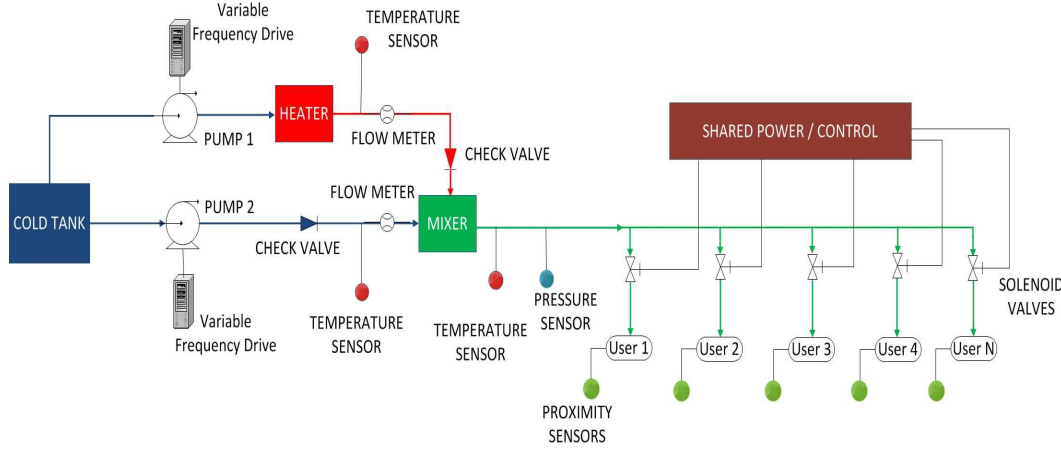 Variable
Frequency Drive
TEMPERATURE
SENSOR
HEATER
PUMP 1
FLOW METER
CHECK VALVE
SHARED POWER / CONTROL
COLD TANK
PUMP 2
FLOW METER
CHECK VALVE
MIXER
Variable
Frequency Drive
TEMPERATURE
SENSOR
TEMPERATURE
SENSOR
PRESSURE
SENSOR
SOLENOID
VALVES
User 1
User 2
User 3
User 4
User N
PROXIMITY
SENSORS